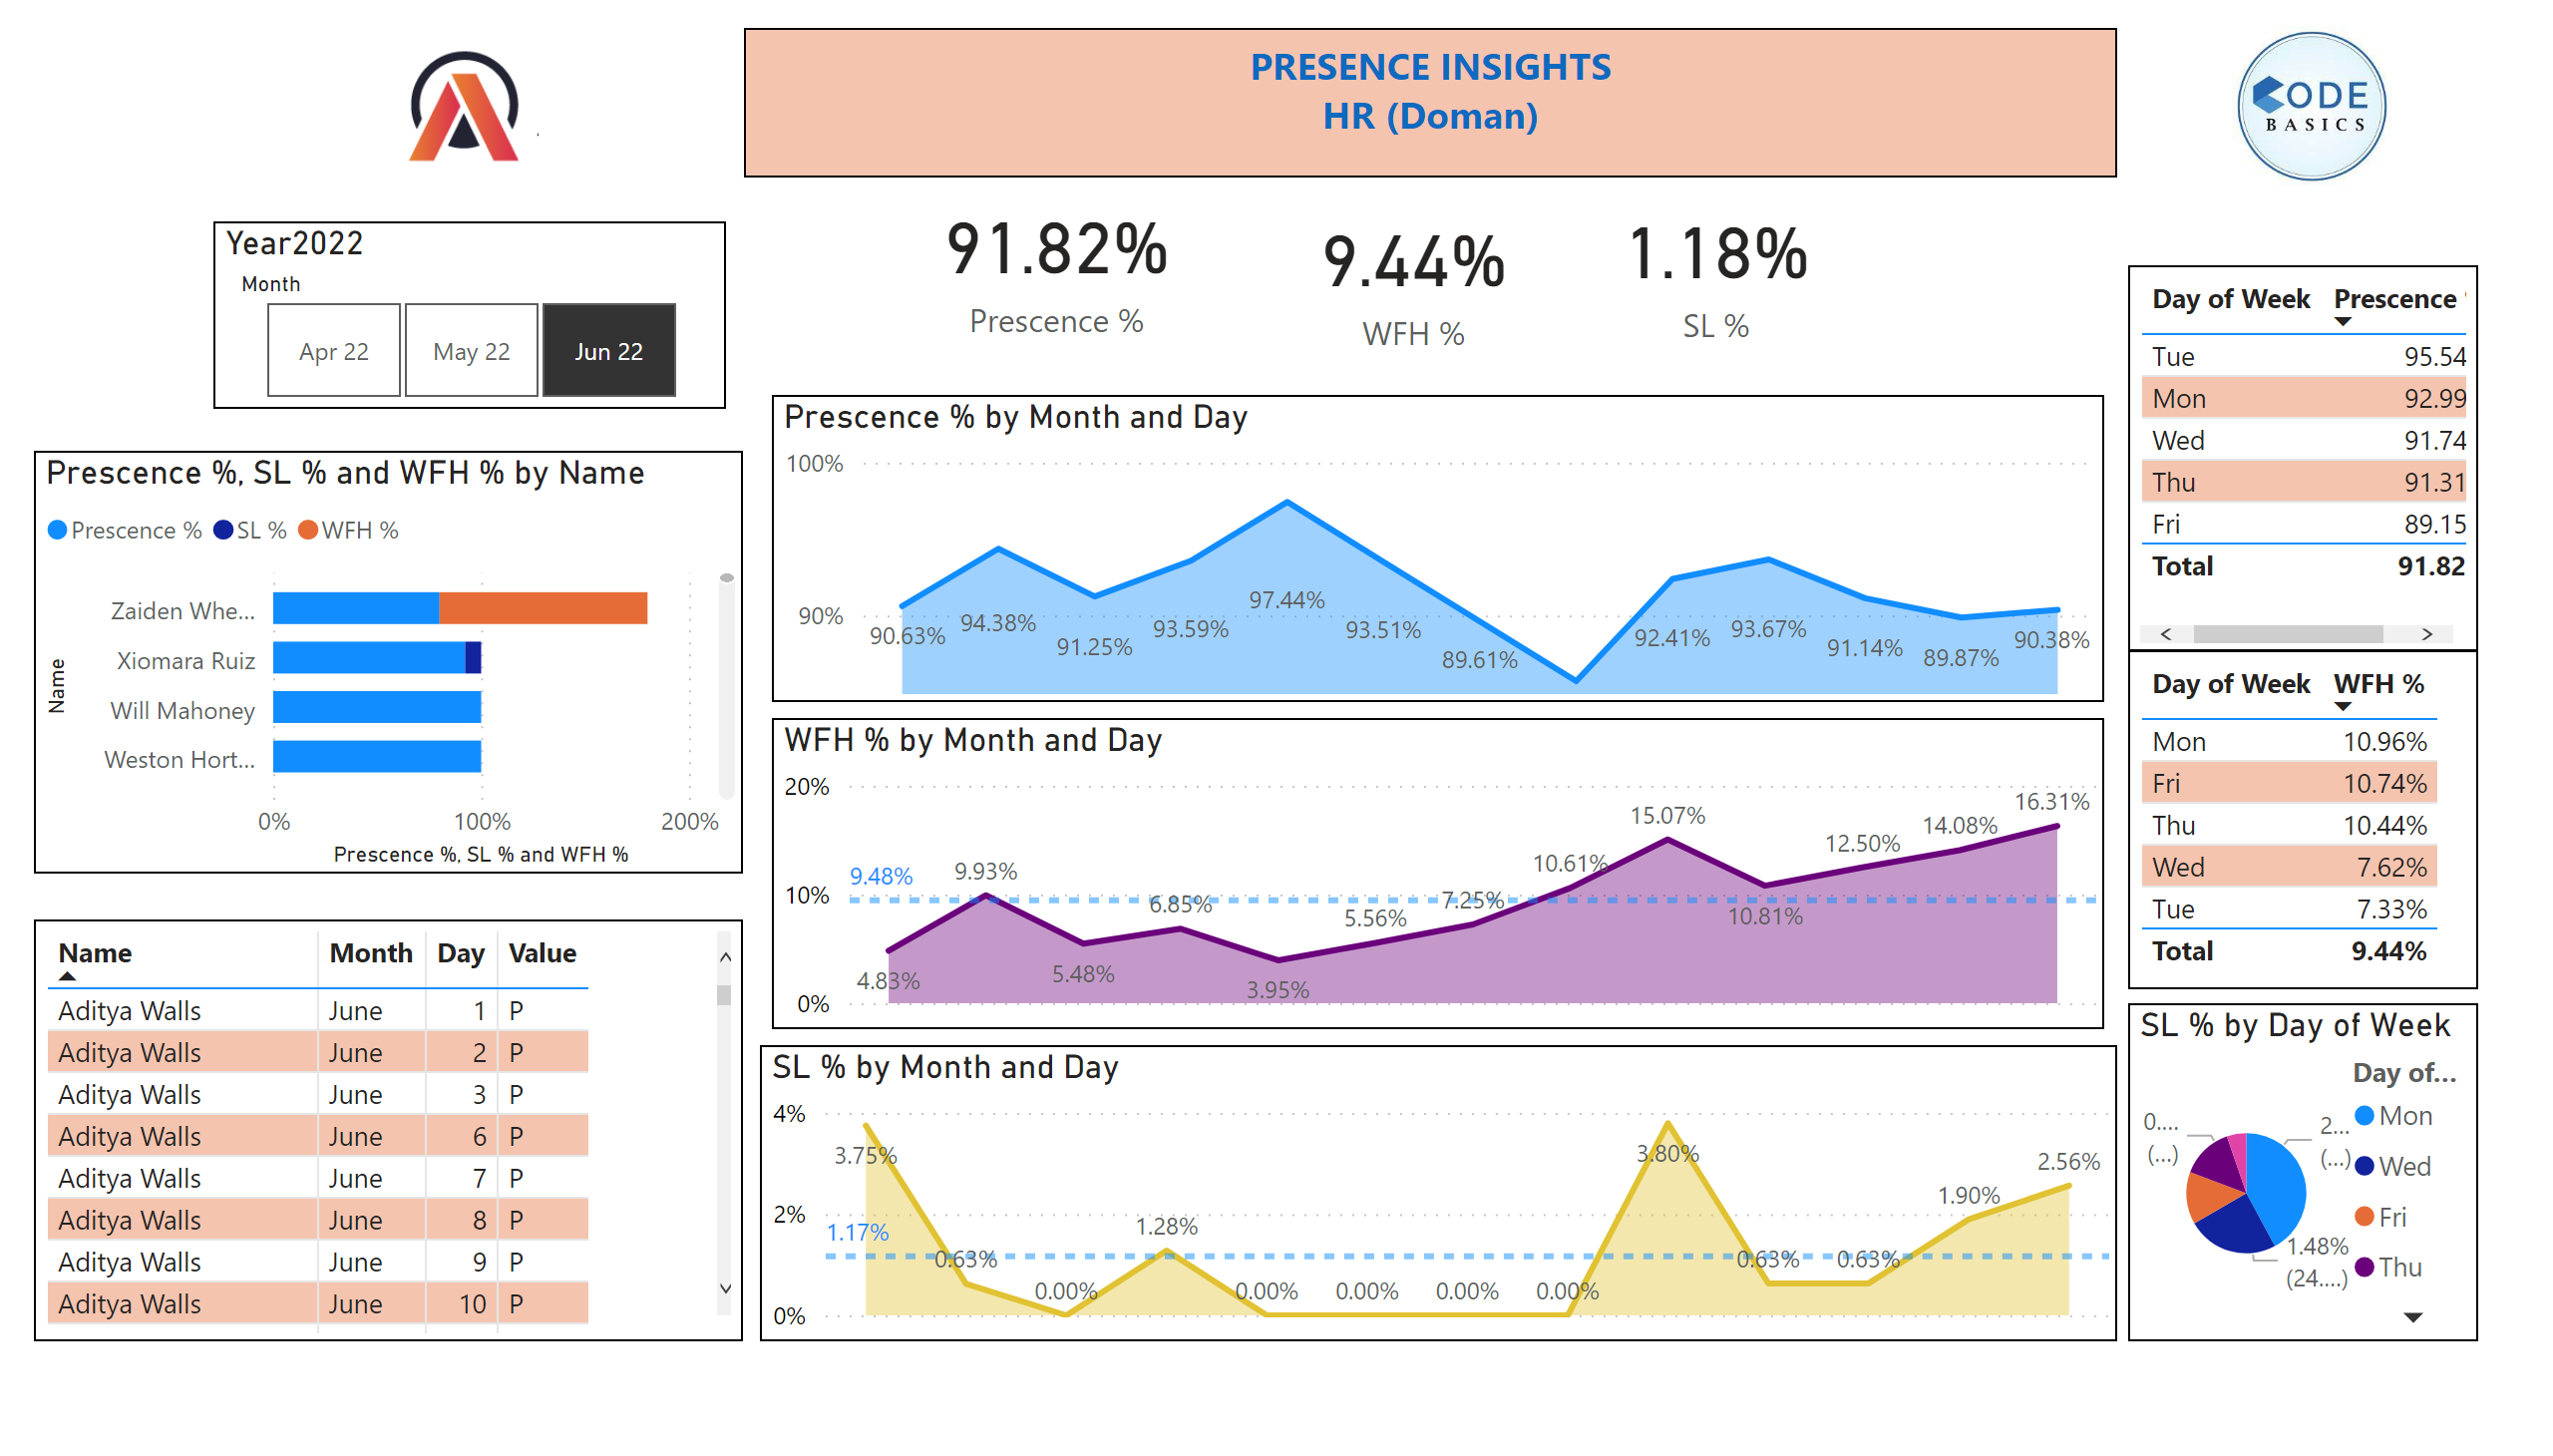 PRESENCE INSIGHTS
HR (Doman)
CODE
BASICS
Year2022
Month
Apr 22
May 22
Jun 22
91.82%
Prescence %
9.44%
WFH %
1.18%
SL %
Prescence %, SL % and WFH % by Name
Prescence % SL % WFH %
Name
Zaiden Whe...
Xiomara Ruiz
Will Mahoney
Weston Hort...
0% 100% 200%
Prescence %, SL % and WFH %
Name Month Day Value
Aditya Walls June 1 P
Aditya Walls June 2 P
Aditya Walls June 3 P
Aditya Walls June 6 P
Aditya Walls June 7 P
Aditya Walls June 8 P
Aditya Walls June 9 P
Aditya Walls June 10 P
Prescence % by Month and Day
100%
90%
90.63% 94.38% 91.25% 93.59% 97.44% 93.51% 89.61% 92.41% 93.67% 91.14% 89.87% 90.38%
WFH % by Month and Day
20%
10%
0%
9.48%
4.83% 9.93% 5.48% 6.85% 3.95% 5.56% 7.25% 10.61% 15.07% 10.81% 12.50% 14.08% 16.31%
SL % by Month and Day
4%
2%
0%
1.17%
3.75% 0.63% 0.00% 1.28% 0.00% 0.00% 0.00% 0.00% 3.80% 0.63% 0.63% 1.90% 2.56%
Day of Week Prescence
Tue 95.54
Mon 92.99
Wed 91.74
Thu 91.31
Fri 89.15
Total 91.82
Day of Week WFH %
Mon 10.96%
Fri 10.74%
Thu 10.44%
Wed 7.62%
Tue 7.33%
Total 9.44%
SL % by Day of Week
Day of...
Mon
Wed
Fri
Thu
0....
(...)
2...
(...)
1.48%
(24....)